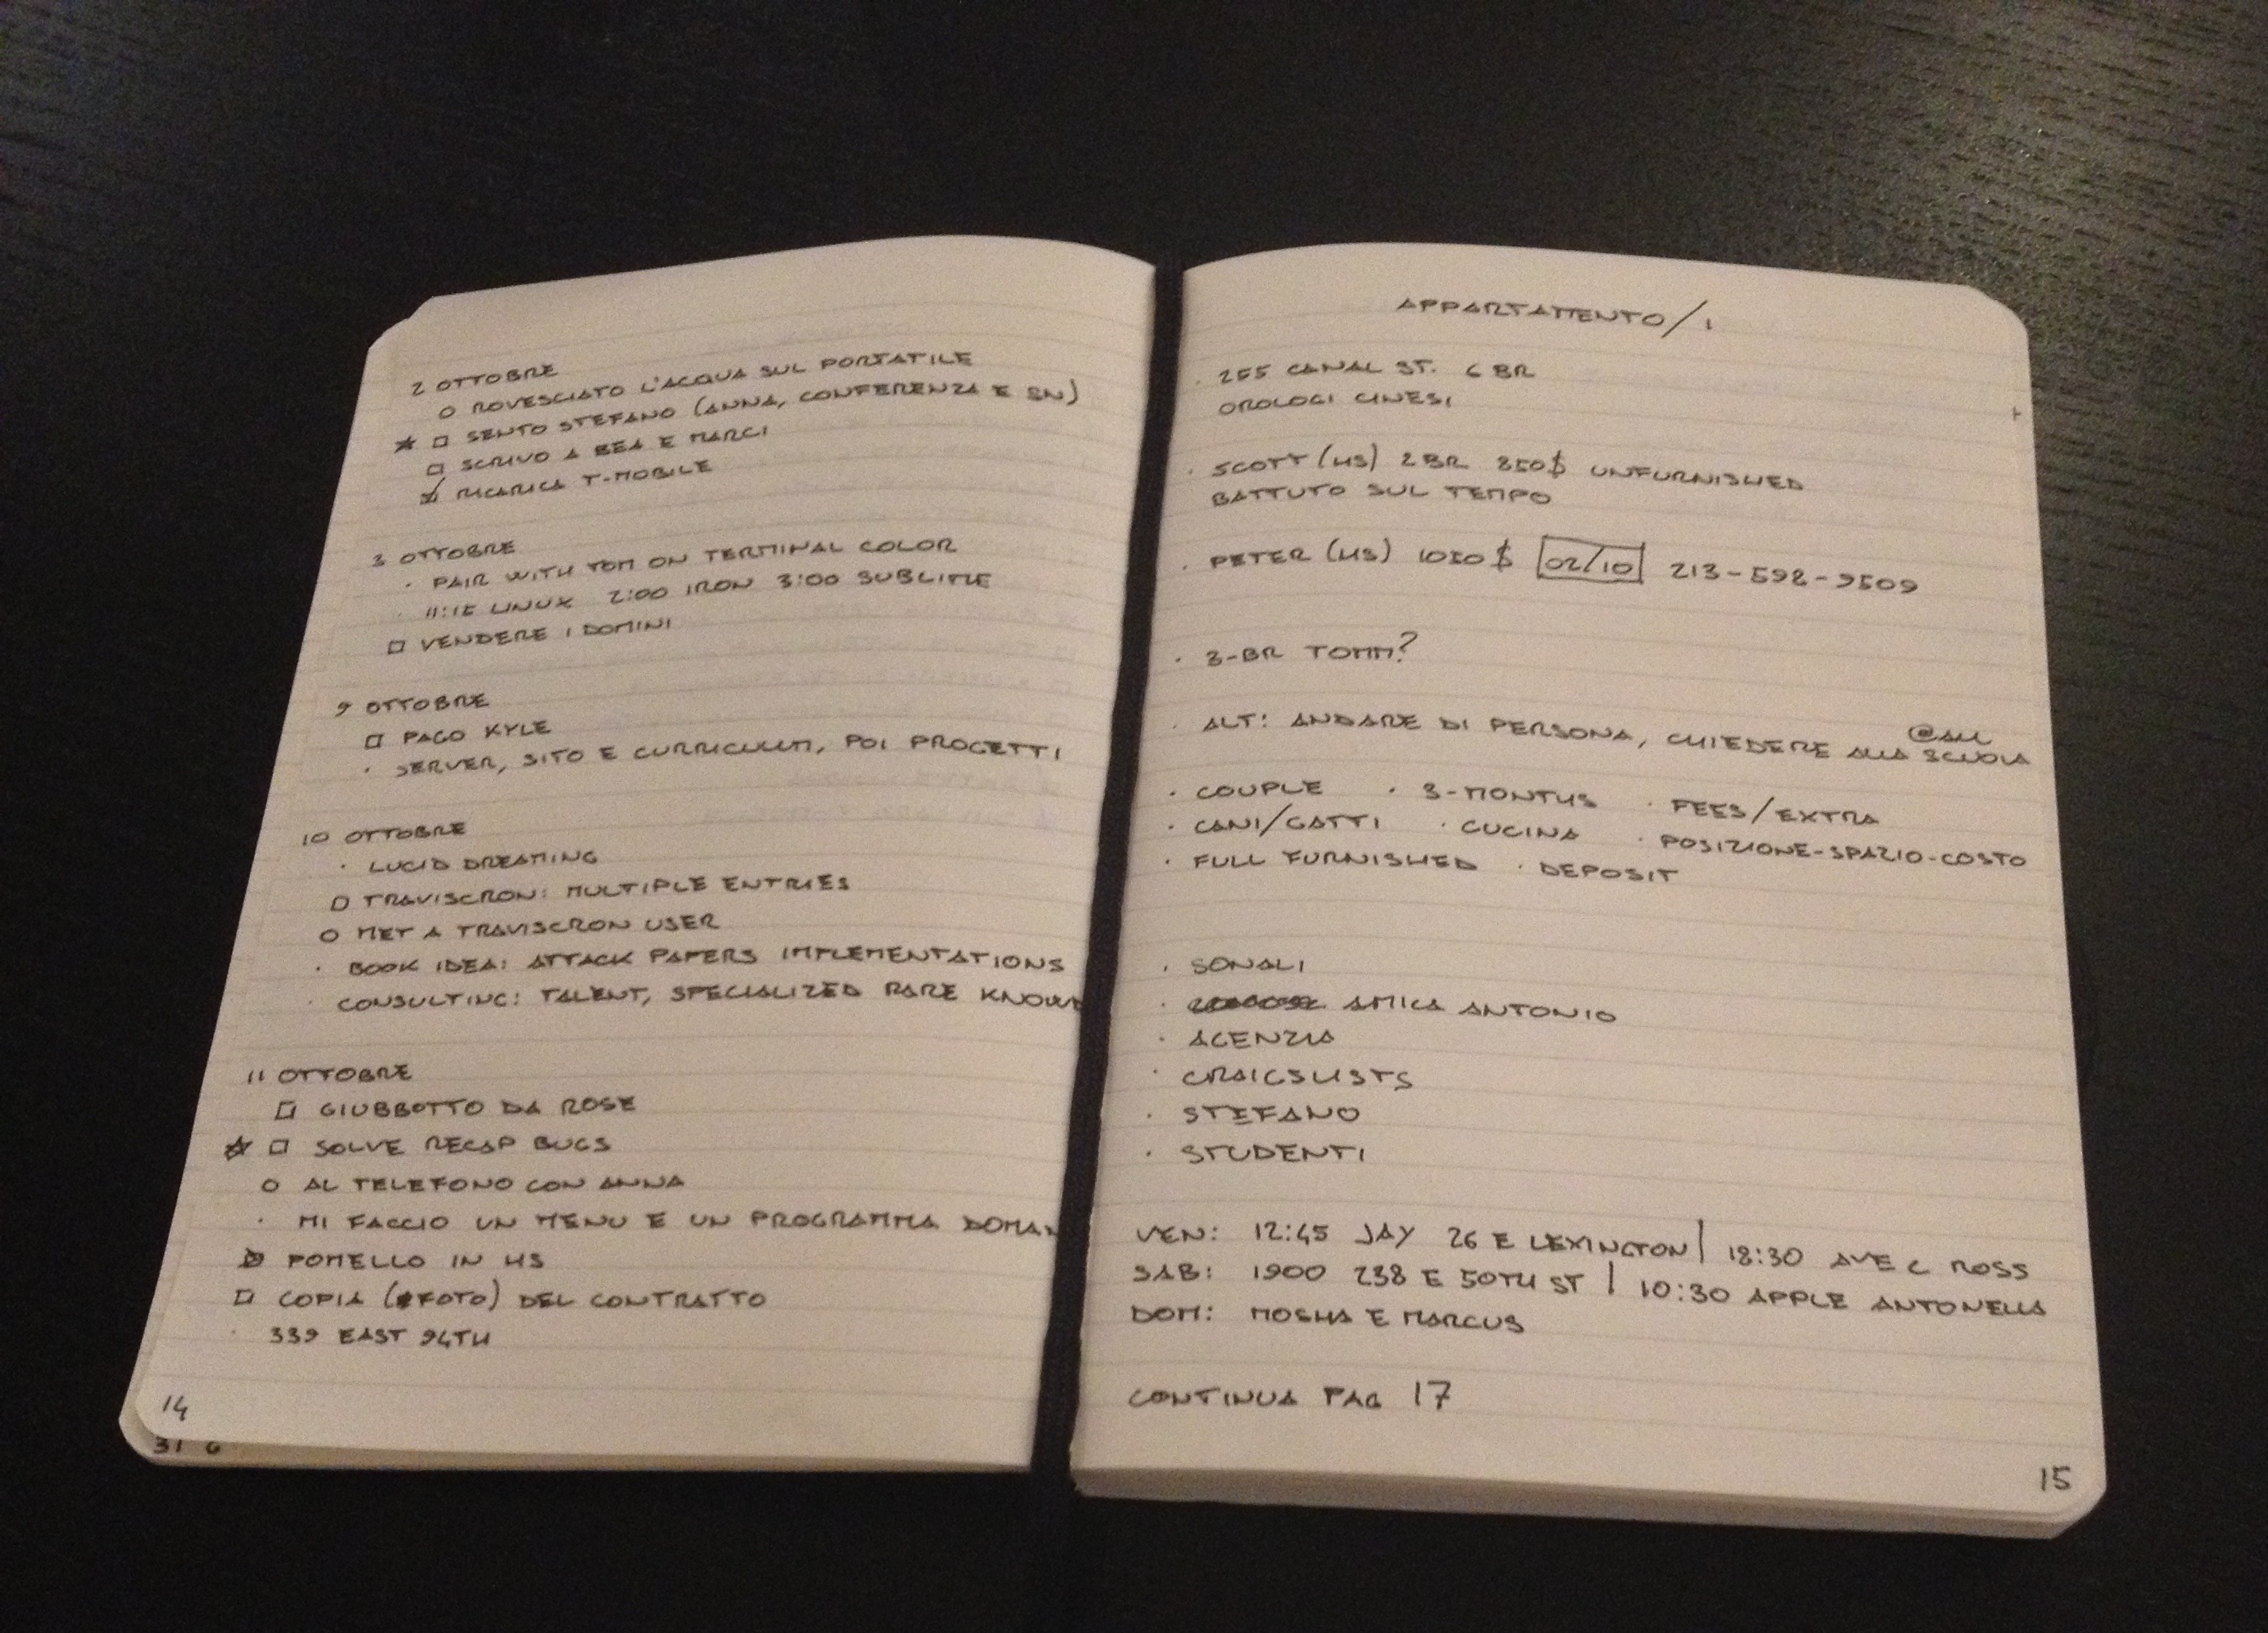 2 OTTOBRE
O ROVESCIATO L'ACQUA SUL PORTATILE
★ □ SENTO STEFANO (ANNA, CONFERENZA E SN)
□ SCRIVO A BEA E MARCI
☑ RICARICA T-MOBILE
3 OTTOBRE
· PAIR WITH TOM ON TERMINAL COLOR
· 11:15 LINUX 2:00 IRON 3:00 SUBLIME
□ VENDERE I DOMINI
9 OTTOBRE
□ PAGO KYLE
· SERVER, SITO E CURRICULUM, POI PROGETTI
10 OTTOBRE
· LUCID DREAMING
□ TRAVISCRON: MULTIPLE ENTRIES
O MET A TRAVISCRON USER
· BOOK IDEA: ATTACK PAPERS IMPLEMENTATIONS
· CONSULTING: TALENT, SPECIALIZED RARE KNOW
11 OTTOBRE
□ GIUBBOTTO DA ROSE
★ □ SOLVE RECAP BUGS
O AL TELEFONO CON ANNA
· MI FACCIO UN MENU E UN PROGRAMMA DOMAN
☑ POMELLO IN HS
□ COPIA (FOTO) DEL CONTRATTO
· 339 EAST 94TH
14
31 6
APPARTAMENTO/1
· 255 CANAL ST. 6 BR
OROLOGI CINESI
· SCOTT (HS) 2BR 850$ UNFURNISHED
BATTUTO SUL TEMPO
· PETER (HS) 1050$ 02/10 213-598-9509
· 3-BR TOMM?
@ALL
· ALT: ANDARE DI PERSONA, CHIEDERE ALLA SCUOLA
· COUPLE · 3-MONTHS · FEES/EXTRA
· CANI/GATTI · CUCINA · POSIZIONE-SPAZIO-COSTO
· FULL FURNISHED · DEPOSIT
· SONALI
· AMICA ANTONIO
· AGENZIA
· CRAIGSLISTS
· STEFANO
· STUDENTI
VEN: 12:45 JAY 26 E LEXINGTON | 18:30 AVE C ROSS
SAB: 1900 238 E 50TH ST | 10:30 APPLE ANTONELLA
DOM: MOSHA E MARCUS
CONTINUA PAG 17
15